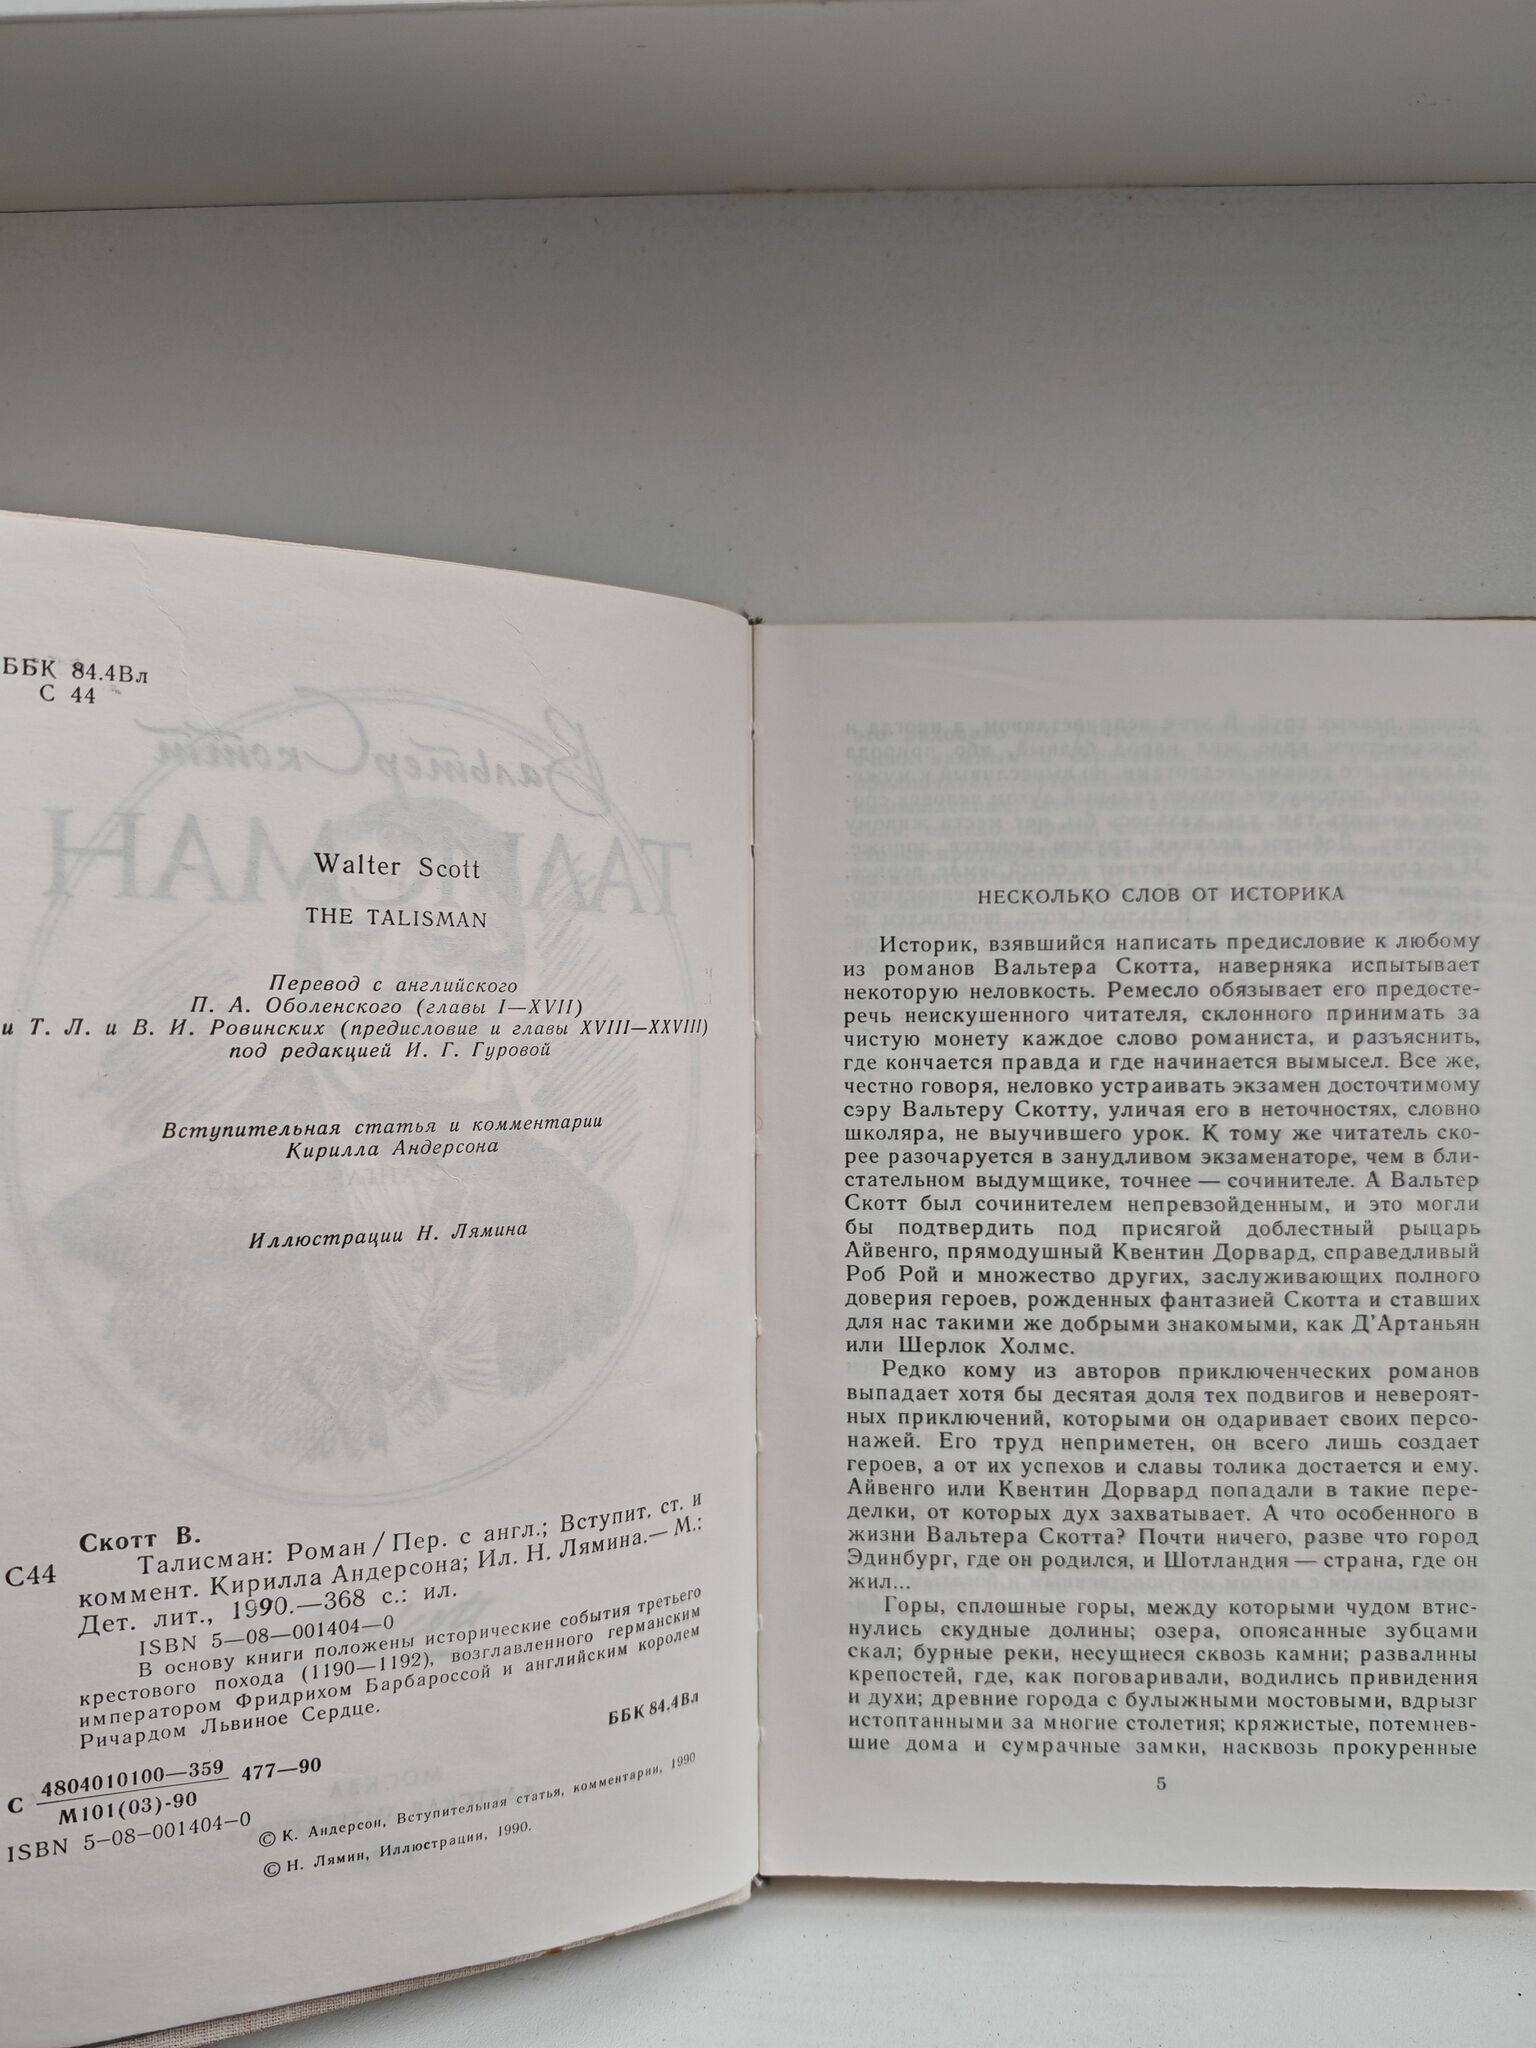 ББК 84.4Вл
С 44
Walter Scott
THE TALISMAN
Перевод с английского
П. А. Оболенского (главы I—XVII)
и Т. Л. и В. И. Ровинских (предисловие и главы XVIII—XXVIII)
под редакцией И. Г. Гуровой
Вступительная статья и комментарии
Кирилла Андерсона
Иллюстрации Н. Лямина
Скотт В.
С44 Талисман: Роман / Пер. с англ.; Вступит. ст. и
коммент. Кирилла Андерсона; Ил. Н. Лямина.— М.:
Дет. лит., 1990.—368 с.: ил.
ISBN 5—08—001404—0
В основу книги положены исторические события третьего
крестового похода (1190—1192), возглавленного германским
императором Фридрихом Барбароссой и английским королем
Ричардом Львиное Сердце.
ББК 84.4Вл
С 4804010100—359 477—90
М101(03)-90
ISBN 5—08—001404—0
© К. Андерсон, Вступительная статья, комментарии, 1990
© Н. Лямин, Иллюстрации, 1990.
НЕСКОЛЬКО СЛОВ ОТ ИСТОРИКА
Историк, взявшийся написать предисловие к любому
из романов Вальтера Скотта, наверняка испытывает
некоторую неловкость. Ремесло обязывает его предосте-
речь неискушенного читателя, склонного принимать за
чистую монету каждое слово романиста, и разъяснить,
где кончается правда и где начинается вымысел. Все же,
честно говоря, неловко устраивать экзамен досточтимому
сэру Вальтеру Скотту, уличая его в неточностях, словно
школяра, не выучившего урок. К тому же читатель ско-
рее разочаруется в занудливом экзаменаторе, чем в бли-
стательном выдумщике, точнее — сочинителе. А Вальтер
Скотт был сочинителем непревзойденным, и это могли
бы подтвердить под присягой доблестный рыцарь
Айвенго, прямодушный Квентин Дорвард, справедливый
Роб Рой и множество других, заслуживающих полного
доверия героев, рожденных фантазией Скотта и ставших
для нас такими же добрыми знакомыми, как Д’Артаньян
или Шерлок Холмс.
Редко кому из авторов приключенческих романов
выпадает хотя бы десятая доля тех подвигов и невероят-
ных приключений, которыми он одаривает своих персо-
нажей. Его труд неприметен, он всего лишь создает
героев, а от их успехов и славы толика достается и ему.
Айвенго или Квентин Дорвард попадали в такие пере-
делки, от которых дух захватывает. А что особенного в
жизни Вальтера Скотта? Почти ничего, разве что город
Эдинбург, где он родился, и Шотландия — страна, где он
жил...
Горы, сплошные горы, между которыми чудом втис-
нулись скудные долины; озера, опоясанные зубцами
скал; бурные реки, несущиеся сквозь камни; развалины
крепостей, где, как поговаривали, водились привидения
и духи; древние города с булыжными мостовыми, вдрызг
истоптанными за многие столетия; кряжистые, потемнев-
шие дома и сумрачные замки, насквозь прокуренные
5